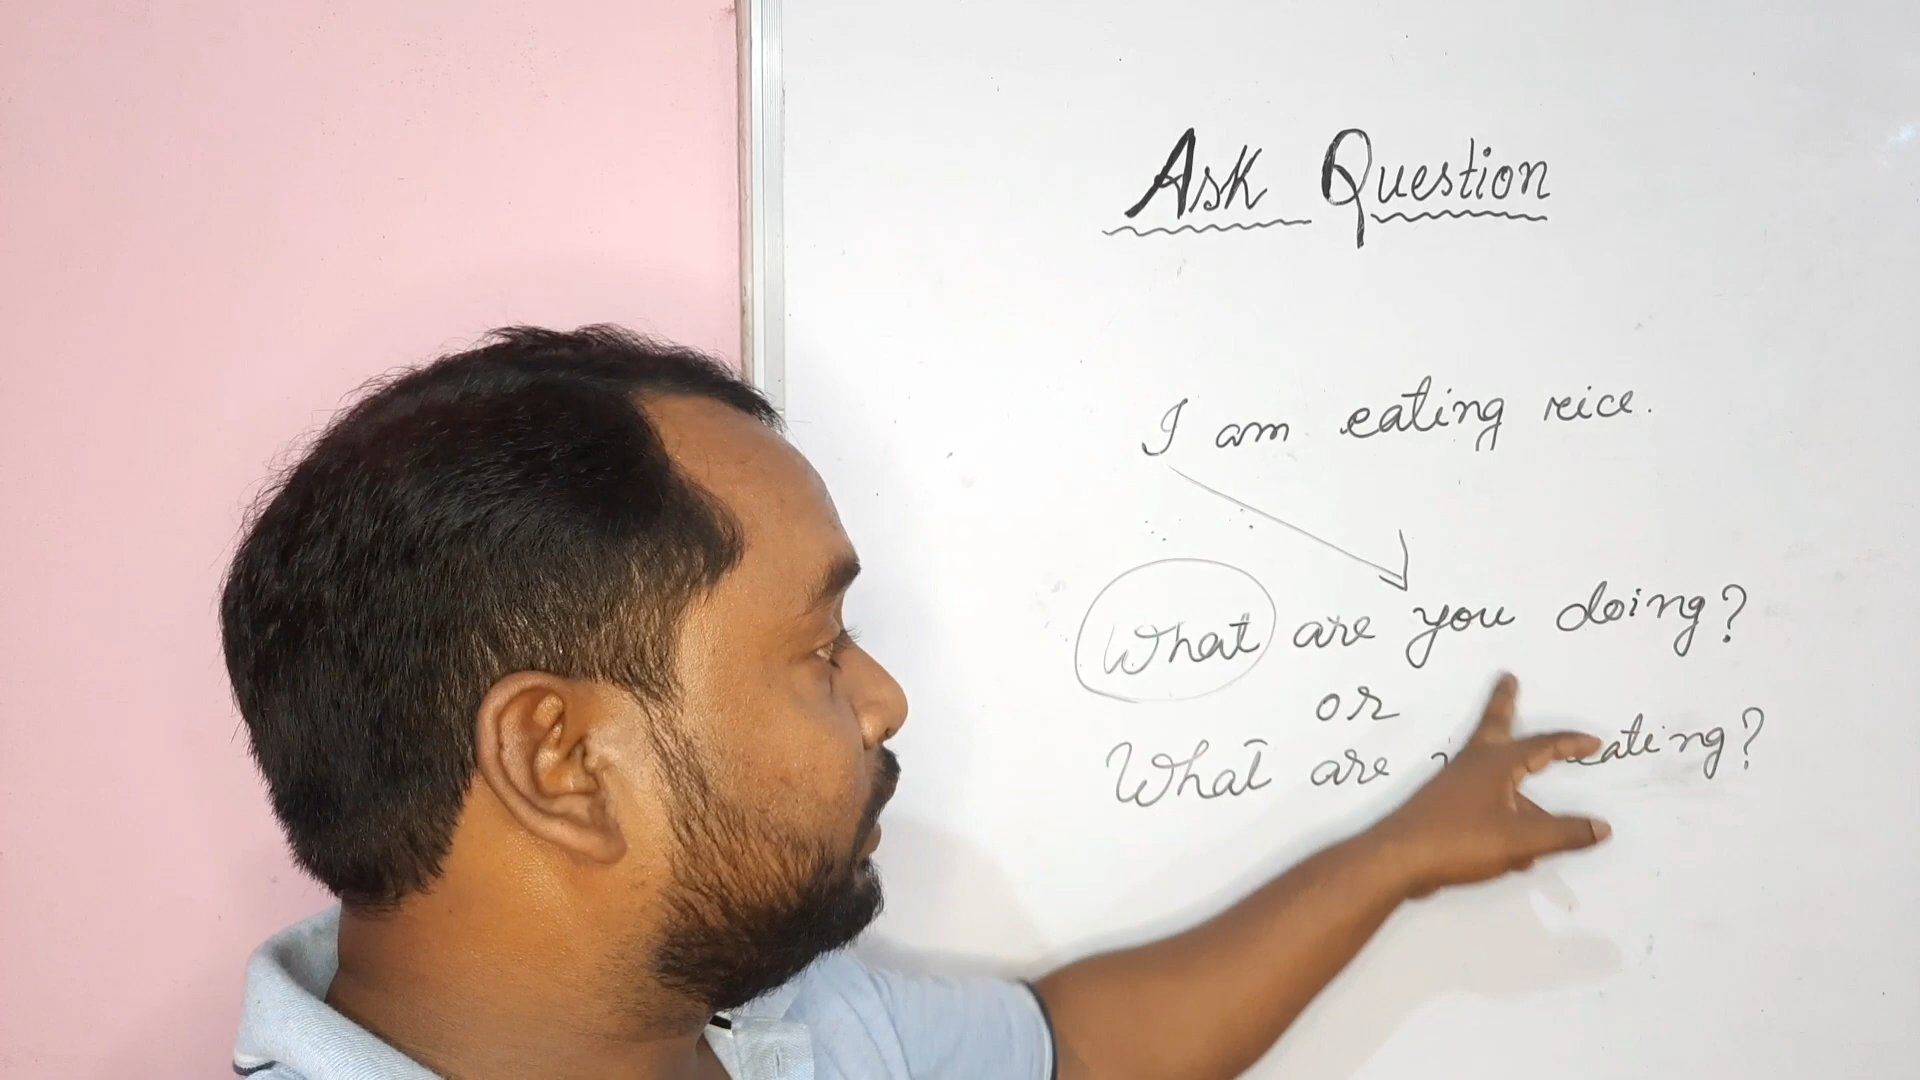 Ask Question
I am eating rice.
What are you doing?
or
What are eating?